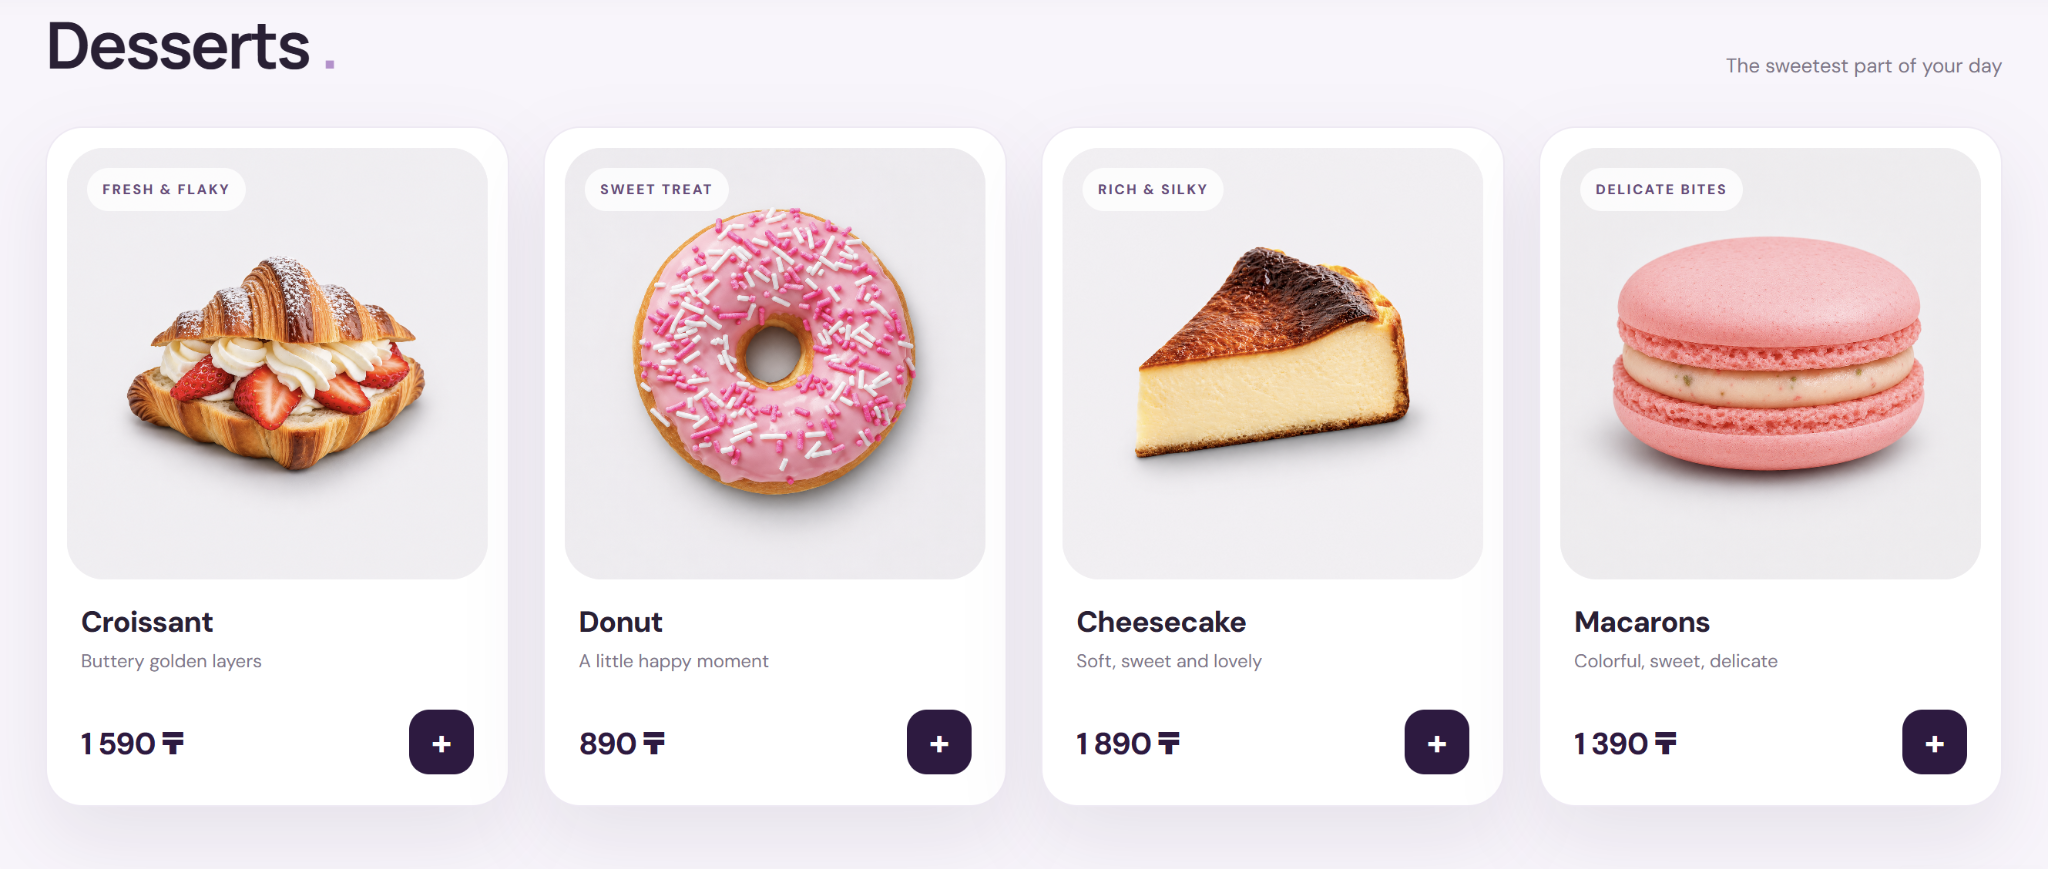 Desserts .
The sweetest part of your day
FRESH & FLAKY
Croissant
Buttery golden layers
1 590 ₸
+
SWEET TREAT
Donut
A little happy moment
890 ₸
+
RICH & SILKY
Cheesecake
Soft, sweet and lovely
1 890 ₸
+
DELICATE BITES
Macarons
Colorful, sweet, delicate
1 390 ₸
+